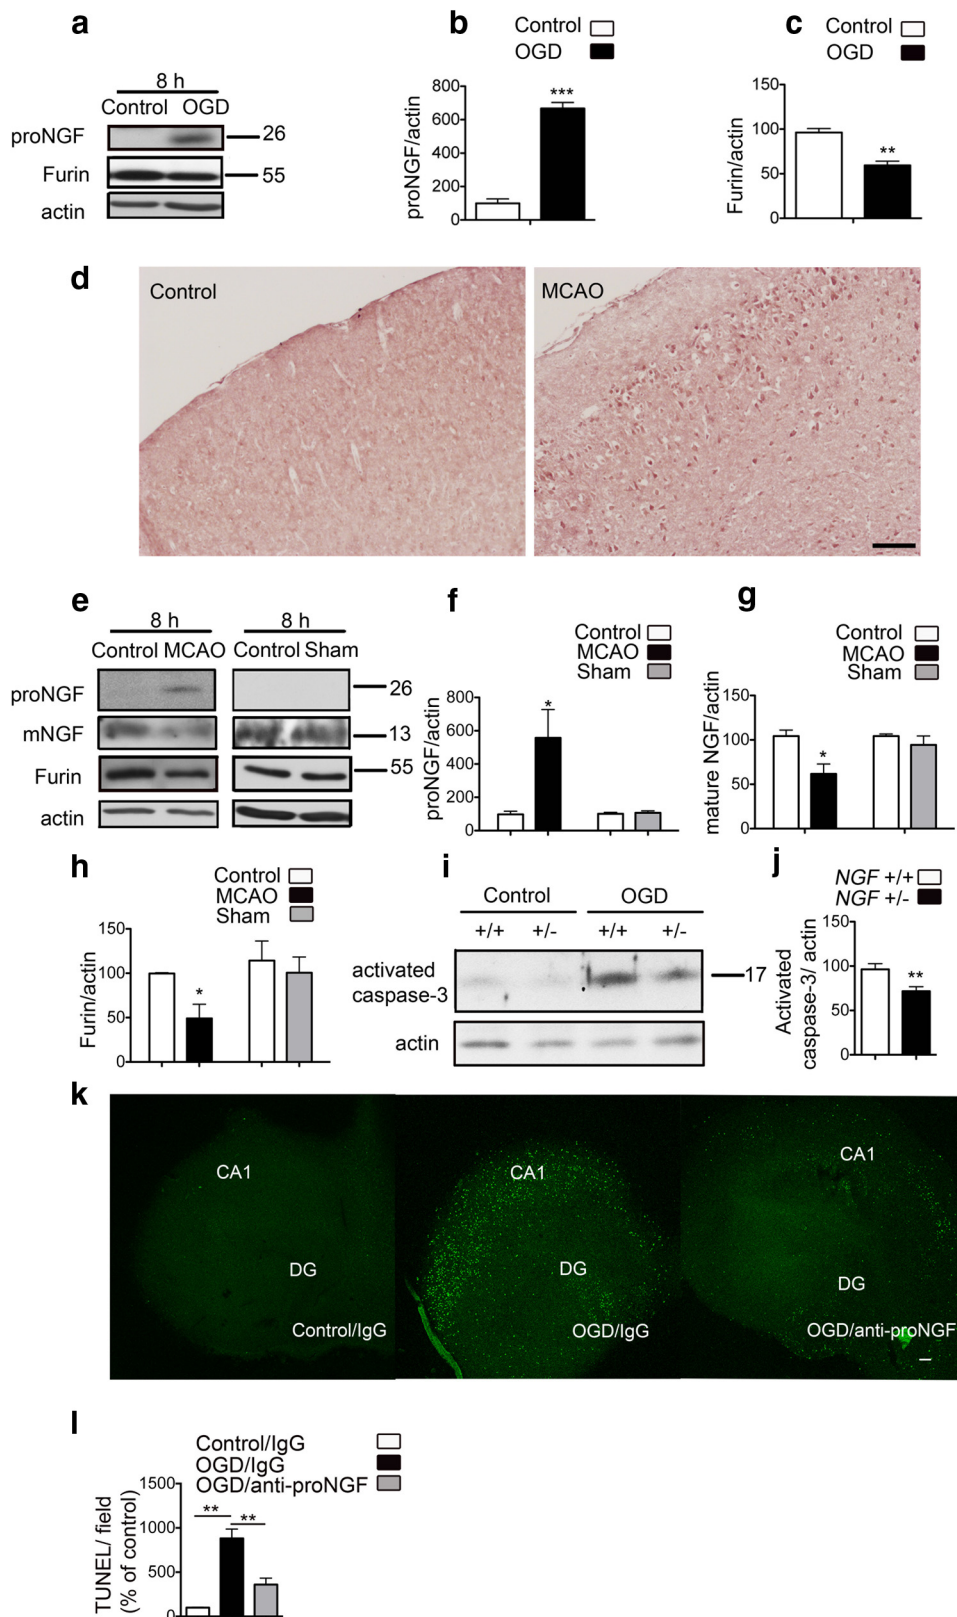 a
8 h
Control OGD
proNGF
26
Furin
55
actin
b
Control
OGD
proNGF/actin
800
600
400
200
0
***
c
Control
OGD
Furin/actin
150
100
50
0
**
d
Control
MCAO
e
8 h
8 h
Control MCAO
Control Sham
proNGF
26
mNGF
13
Furin
55
actin
f
Control
MCAO
Sham
proNGF/actin
800
600
400
200
0
*
g
Control
MCAO
Sham
mature NGF/actin
150
100
50
0
*
h
Control
MCAO
Sham
Furin/actin
150
100
50
0
*
i
Control
OGD
+/+
+/-
+/+
+/-
activated
caspase-3
17
actin
j
NGF +/+
NGF +/-
Activated
caspase-3/ actin
150
100
50
0
**
k
CA1
DG
Control/IgG
CA1
DG
OGD/IgG
CA1
DG
OGD/anti-proNGF
l
Control/IgG
OGD/IgG
OGD/anti-proNGF
TUNEL/ field
(% of control)
1500
1000
500
0
**
**